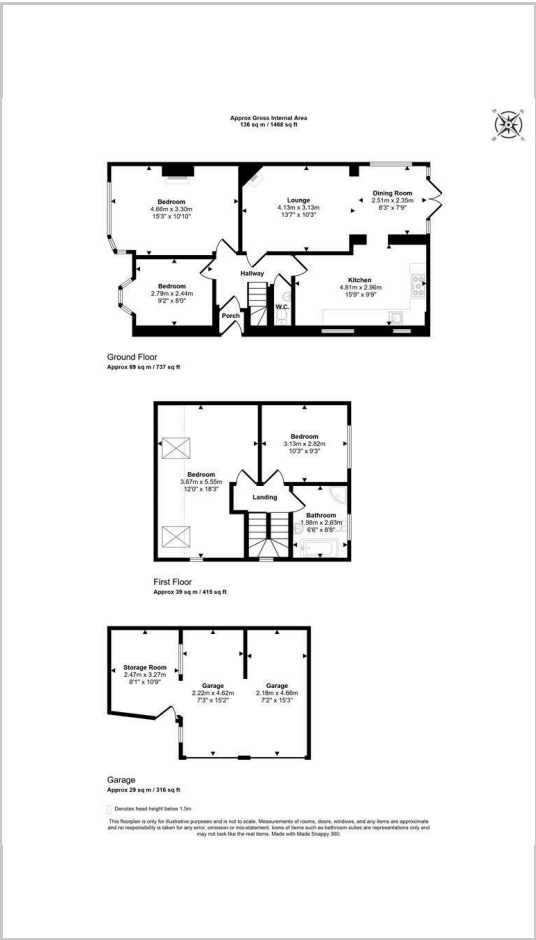 Approx Gross Internal Area
136 sq m / 1468 sq ft
N
E
S
Bedroom
4.66m x 3.30m
15'3" x 10'10"
Lounge
4.13m x 3.13m
13'7" x 10'3"
Dining Room
2.51m x 2.35m
8'3" x 7'9"
Hallway
Bedroom
2.79m x 2.44m
9'2" x 8'0"
Kitchen
4.81m x 2.96m
15'9" x 9'9"
W.C.
Porch
Ground Floor
Approx 69 sq m / 737 sq ft
Bedroom
3.13m x 2.82m
10'3" x 9'3"
Bedroom
3.67m x 5.55m
12'0" x 18'3"
Landing
Bathroom
1.98m x 2.63m
6'6" x 8'8"
First Floor
Approx 39 sq m / 415 sq ft
Storage Room
2.47m x 3.27m
8'1" x 10'9"
Garage
2.22m x 4.62m
7'3" x 15'2"
Garage
2.18m x 4.66m
7'2" x 15'3"
Garage
Approx 29 sq m / 316 sq ft
Denotes head height below 1.5m
This floorplan is only for illustrative purposes and is not to scale. Measurements of rooms, doors, windows, and any items are approximate
and no responsibility is taken for any error, omission or mis-statement. Icons of items such as bathroom suites are representations only and
may not look like the real items. Made with Made Snappy 360.